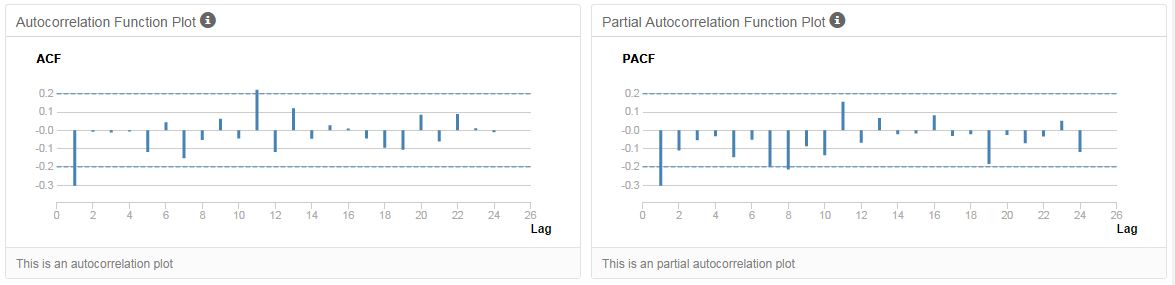 Autocorrelation Function Plot
ACF
0.2
0.1
-0.0
-0.1
-0.2
-0.3
0 2 4 6 8 10 12 14 16 18 20 22 24 26
Lag
This is an autocorrelation plot
Partial Autocorrelation Function Plot
PACF
0.2
0.1
-0.0
-0.1
-0.2
-0.3
0 2 4 6 8 10 12 14 16 18 20 22 24 26
Lag
This is an partial autocorrelation plot